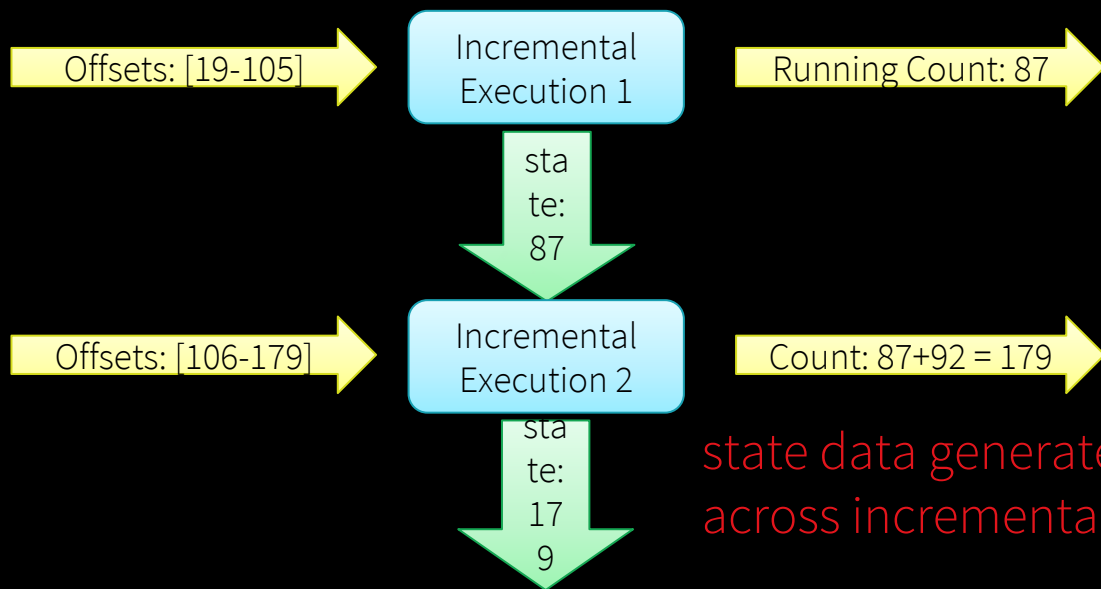 Offsets: [19-105]
Incremental
Execution 1
Running Count: 87
sta
te:
87
Offsets: [106-179]
Incremental
Execution 2
Count: 87+92 = 179
sta
te:
17
9
state data generate
across incrementa